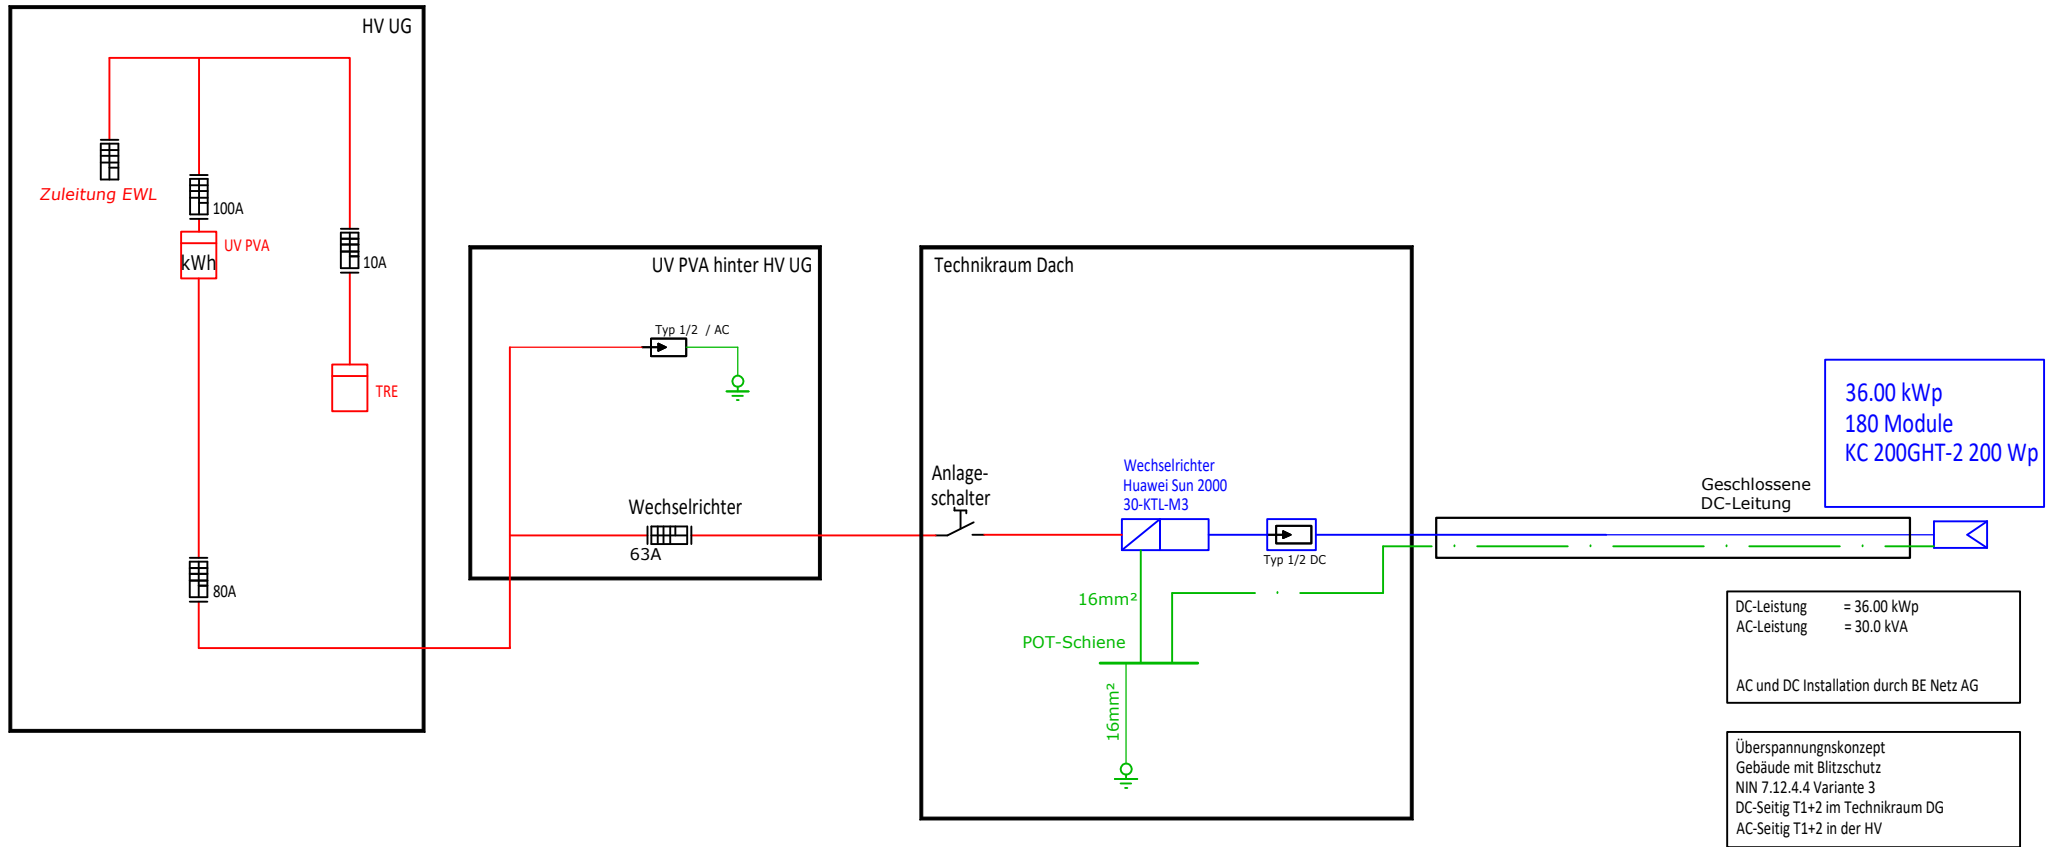 HV UG
Zuleitung EWL
100A
UV PVA
kWh
10A
TRE
80A
UV PVA hinter HV UG
Typ 1/2 / AC
Wechselrichter
63A
Technikraum Dach
Anlage-
schalter
Wechselrichter
Huawei Sun 2000
30-KTL-M3
Typ 1/2 DC
16mm²
POT-Schiene
16mm²
Geschlossene
DC-Leitung
36.00 kWp
180 Module
KC 200GHT-2 200 Wp
DC-Leistung = 36.00 kWp
AC-Leistung = 30.0 kVA
AC und DC Installation durch BE Netz AG
Überspannungnskonzept
Gebäude mit Blitzschutz
NIN 7.12.4.4 Variante 3
DC-Seitig T1+2 im Technikraum DG
AC-Seitig T1+2 in der HV